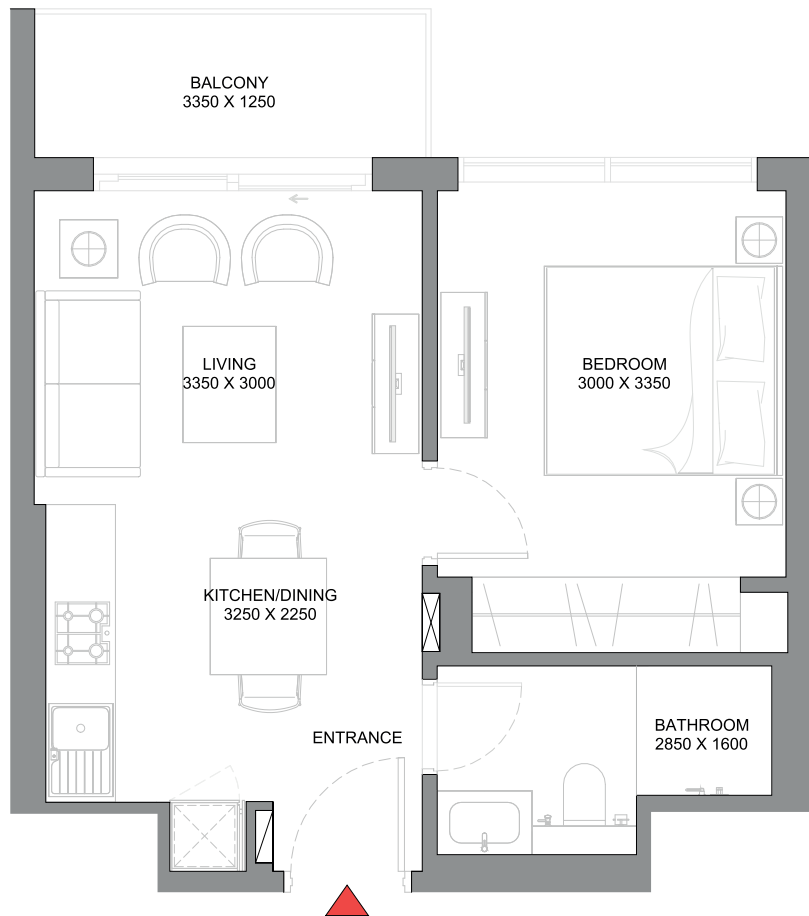 BALCONY
3350 X 1250
LIVING
3350 X 3000
BEDROOM
3000 X 3350
KITCHEN/DINING
3250 X 2250
ENTRANCE
BATHROOM
2850 X 1600